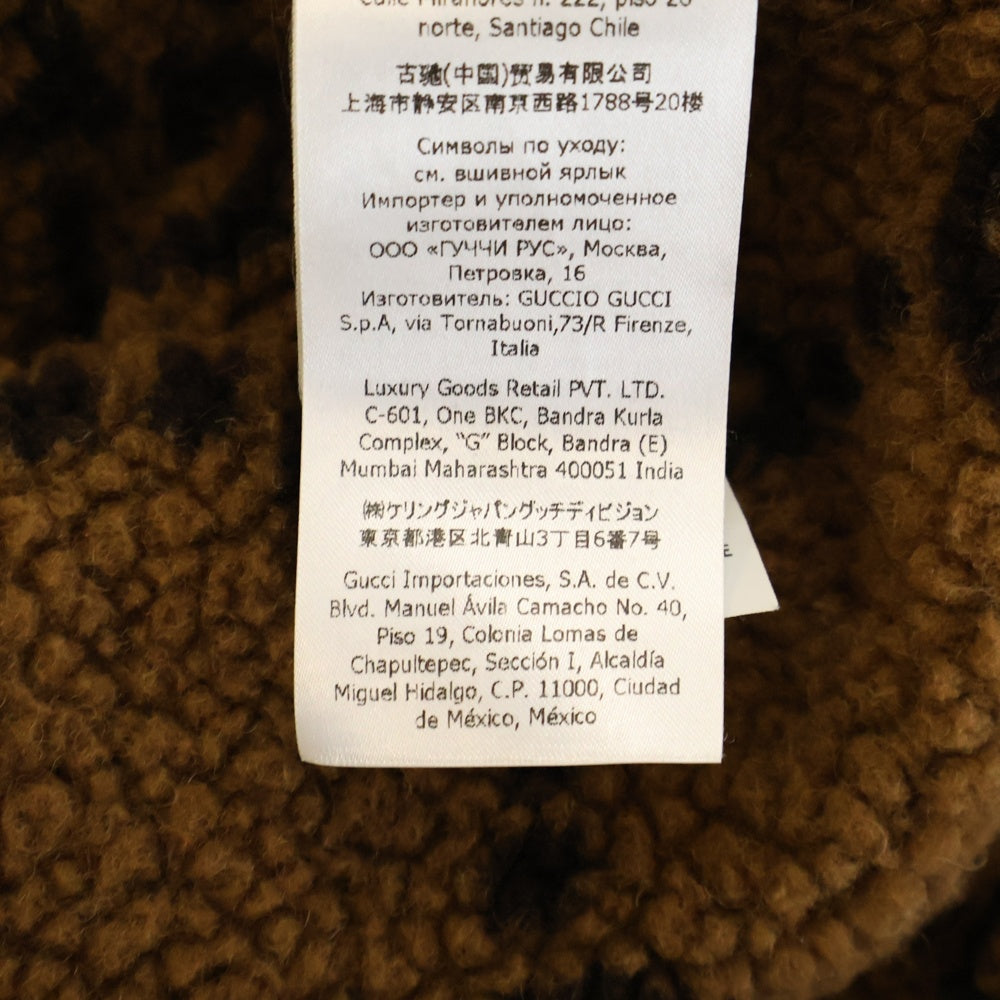 Calle Miraflores n. 222, piso 28
norte, Santiago Chile
古驰(中国)贸易有限公司
上海市静安区南京西路1788号20楼
Символы по уходу:
см. вшивной ярлык
Импортер и уполномоченное
изготовителем лицо:
ООО «ГУЧЧИ РУС», Москва,
Петровка, 16
Изготовитель: GUCCIO GUCCI
S.p.A, via Tornabuoni,73/R Firenze,
Italia
Luxury Goods Retail PVT. LTD.
C-601, One BKC, Bandra Kurla
Complex, "G" Block, Bandra (E)
Mumbai Maharashtra 400051 India
㈱ケリングジャパングッチディビジョン
東京都港区北青山3丁目6番7号
Gucci Importaciones, S.A. de C.V.
Blvd. Manuel Ávila Camacho No. 40,
Piso 19, Colonia Lomas de
Chapultepec, Sección I, Alcaldía
Miguel Hidalgo, C.P. 11000, Ciudad
de México, México